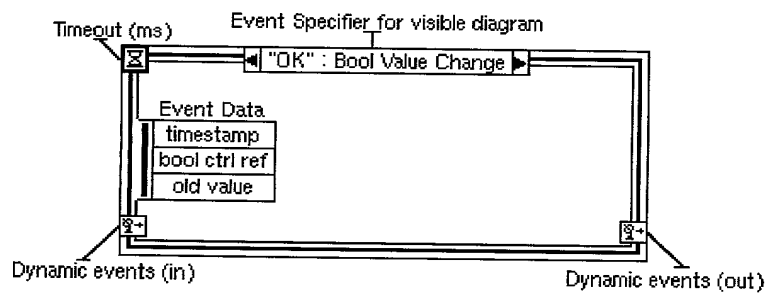 Event Specifier for visible diagram
Timeout (ms)
"OK" : Bool Value Change
Event Data
timestamp
bool ctrl ref
old value
Dynamic events (in)
Dynamic events (out)